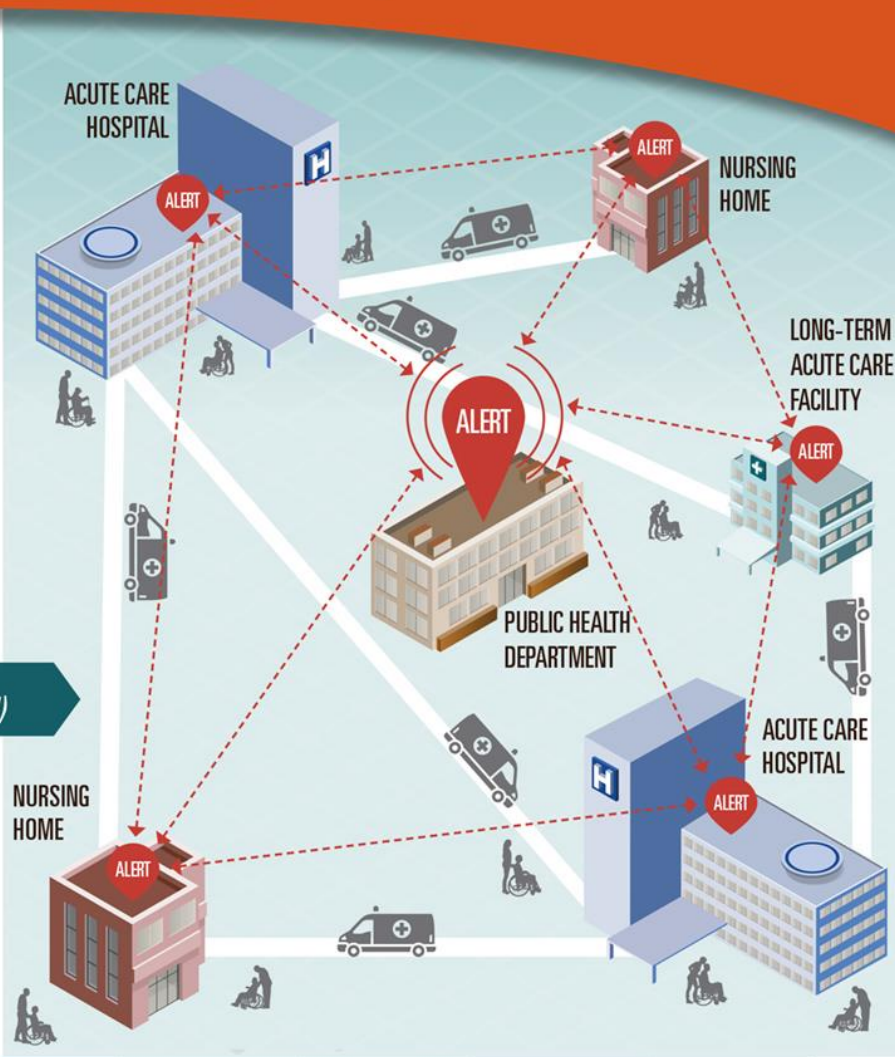 ACUTE CARE
HOSPITAL
H
ALERT
ALERT
NURSING
HOME
LONG-TERM
ACUTE CARE
FACILITY
ALERT
ALERT
PUBLIC HEALTH
DEPARTMENT
)
ACUTE CARE
HOSPITAL
H
ALERT
NURSING
HOME
ALERT